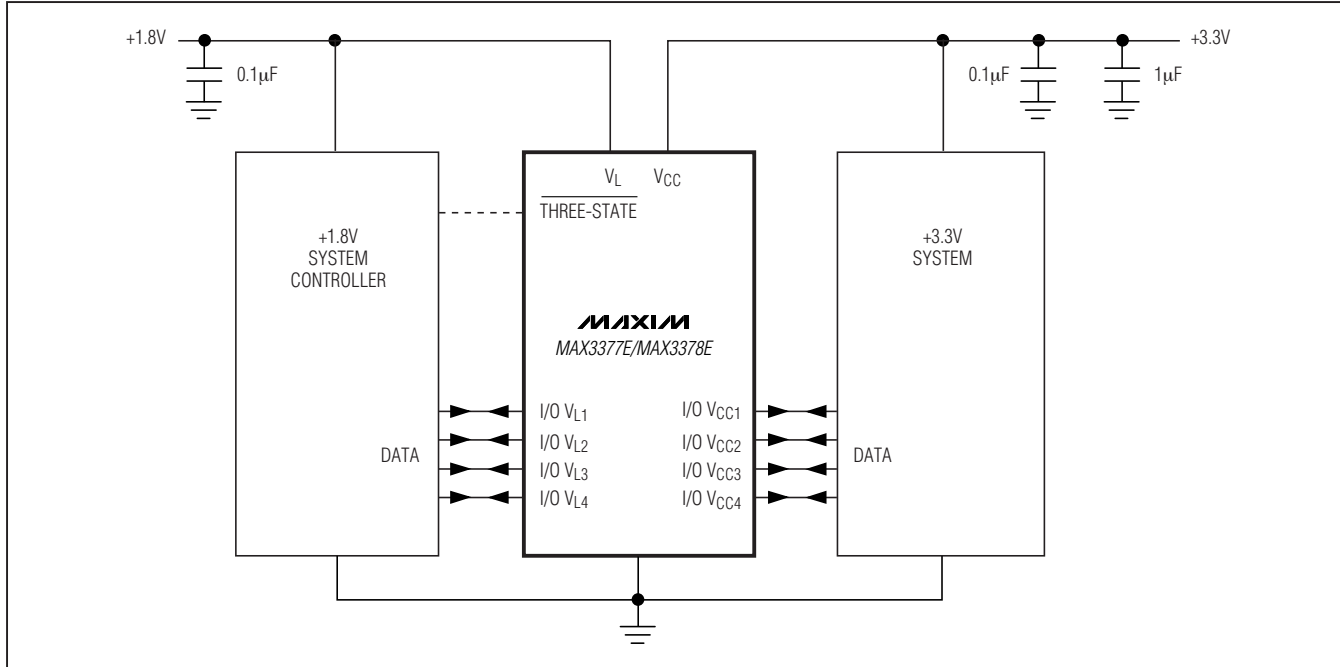 +1.8V
+3.3V
0.1µF
0.1µF
1µF
VL VCC
THREE-STATE
+1.8V
SYSTEM
CONTROLLER
+3.3V
SYSTEM
MAXIM
MAX3377E/MAX3378E
I/O VL1
I/O VL2
I/O VL3
I/O VL4
I/O VCC1
I/O VCC2
I/O VCC3
I/O VCC4
DATA
DATA